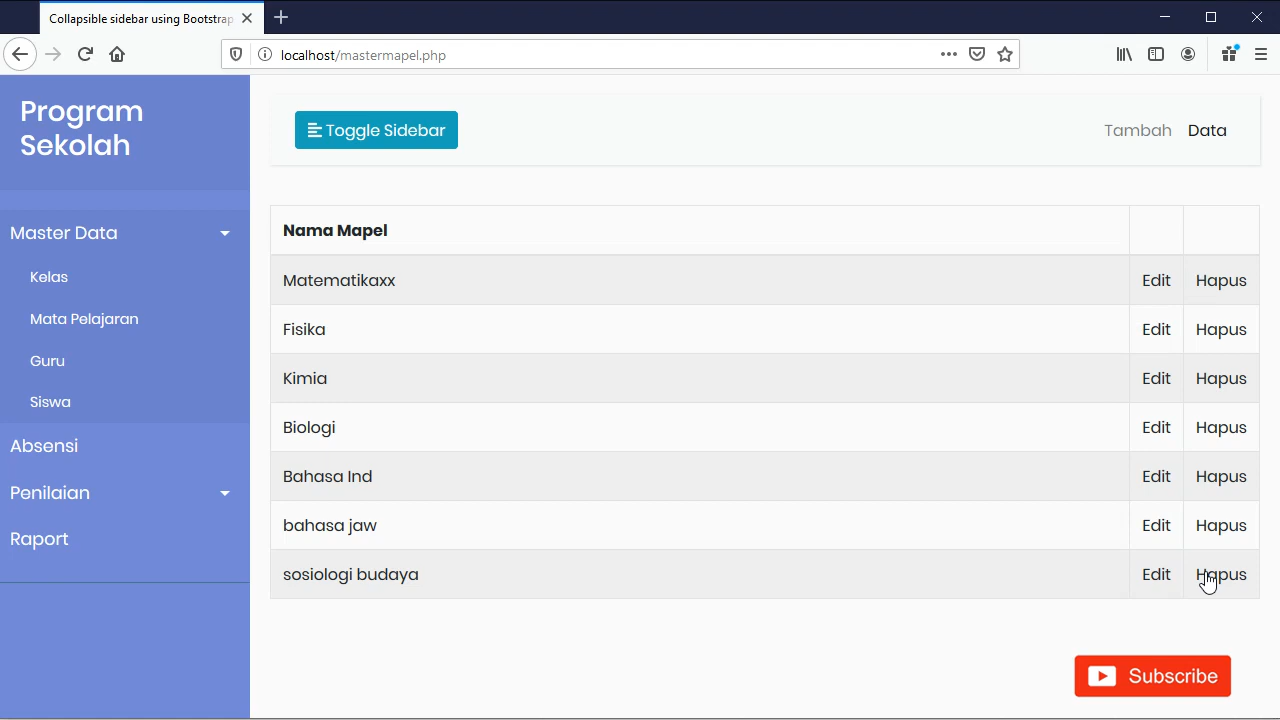 Collapsible sidebar using Bootstrap
localhost/mastermapel.php
Program
Sekolah
Toggle Sidebar
Tambah Data
Master Data
Kelas
Mata Pelajaran
Guru
Siswa
Absensi
Penilaian
Raport
Nama Mapel
Matematikaxx Edit Hapus
Fisika Edit Hapus
Kimia Edit Hapus
Biologi Edit Hapus
Bahasa Ind Edit Hapus
bahasa jaw Edit Hapus
sosiologi budaya Edit Hapus
Subscribe